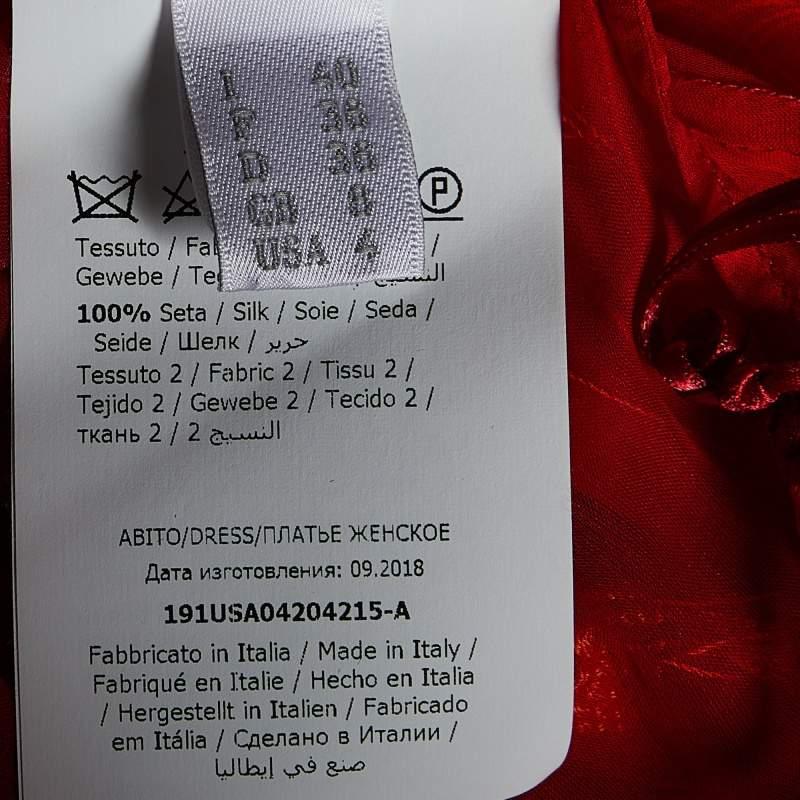 I 40
F 36
D 36
GB 8
USA 4
P
Tessuto / /
Gewebe / النسيج
100% Seta / Silk / Soie / Seda /
Seide / Шелк / حرير
Tessuto 2 / Fabric 2 / Tissu 2 /
Tejido 2 / Gewebe 2 / Tecido 2 /
ткань 2 / 2 النسيج
ABITO/DRESS/ПЛАТЬЕ ЖЕНСКОЕ
Дата изготовления: 09.2018
191USA04204215-A
Fabbricato in Italia / Made in Italy /
Fabriqué en Italie / Hecho en Italia
/ Hergestellt in Italien / Fabricado
em Itália / Сделано в Италии /
صنع في إيطاليا